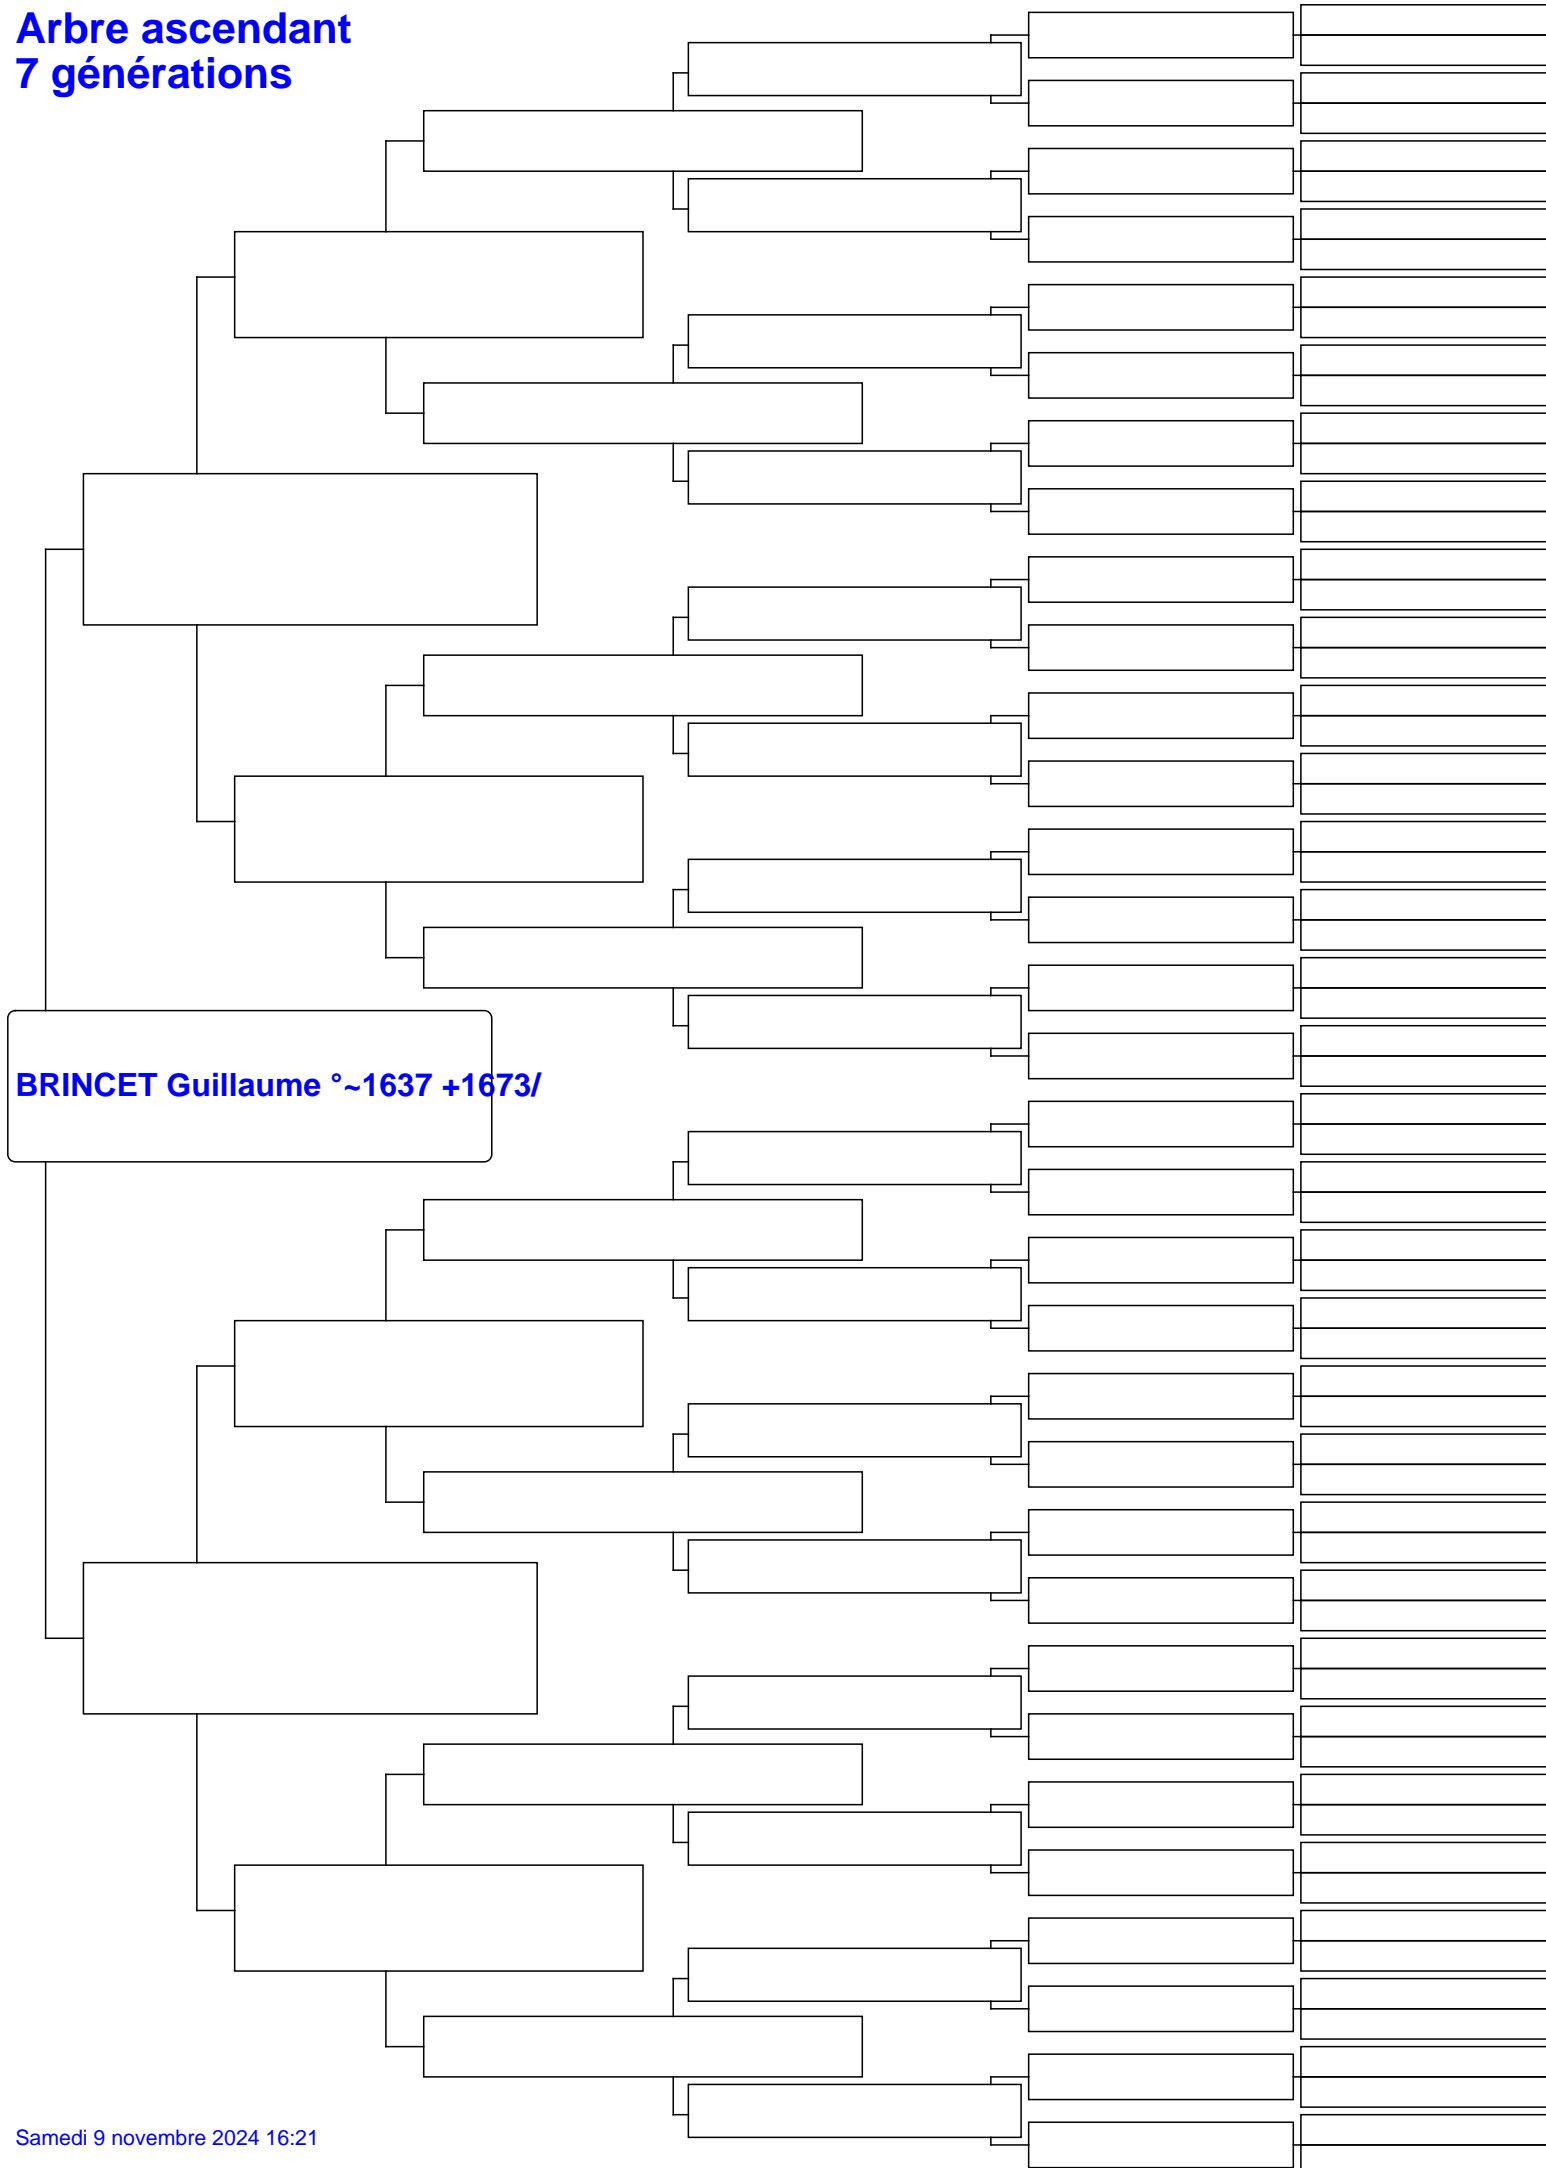 Arbre ascendant
7 générations
BRINCET Guillaume °~1637 +1673/
Samedi 9 novembre 2024 16:21